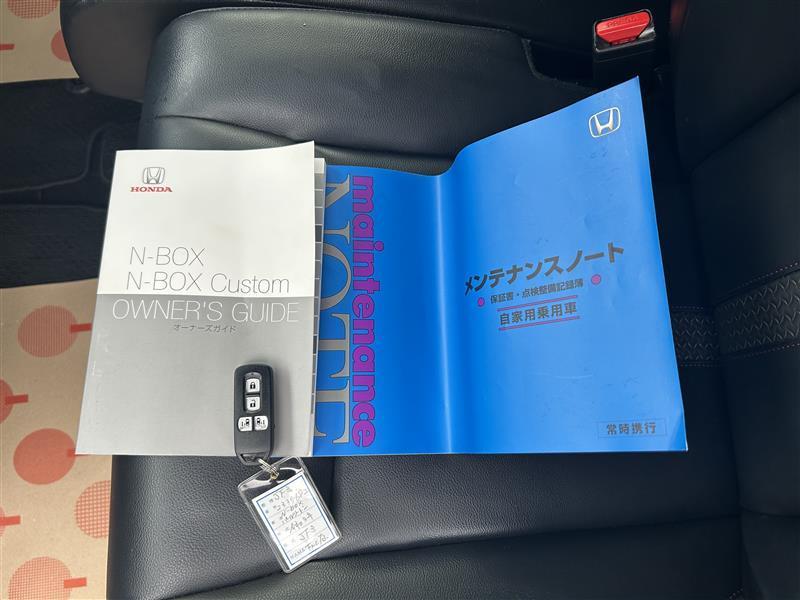 HONDA
N-BOX
N-BOX Custom
OWNER'S GUIDE
オーナーズガイド
maintenance
NOTE
メンテナンスノート
保証書・点検整備記録簿
自家用乗用車
常時携行
PRESS
N-BOX